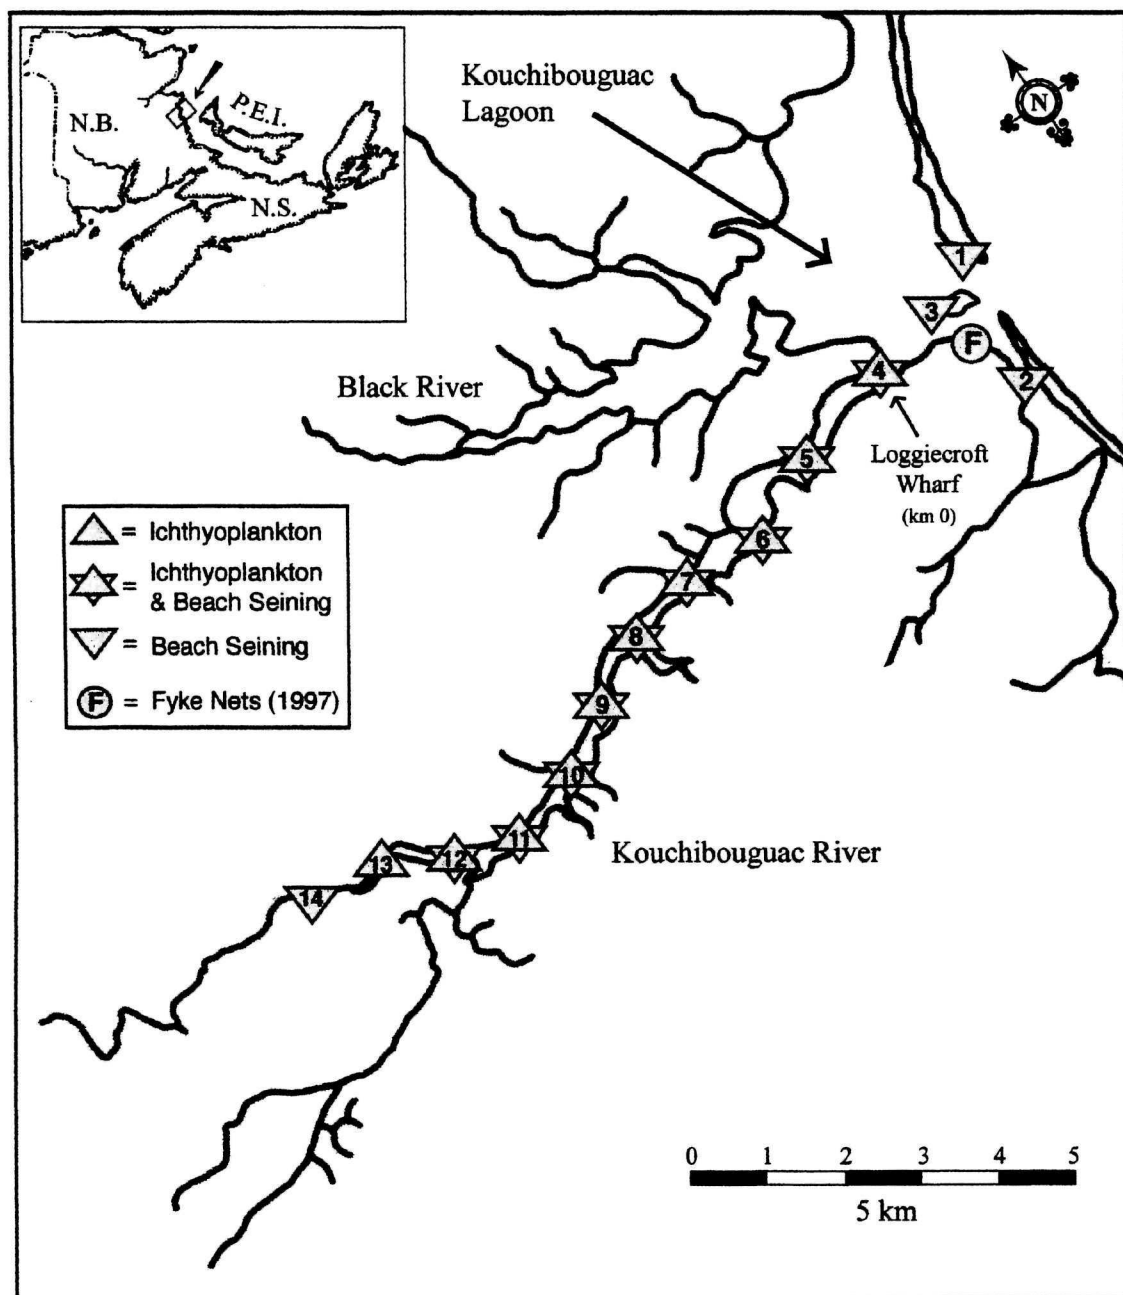 N.B.
P.E.I.
N.S.
Kouchibouguac
Lagoon
N
1
3
F
2
4
Black River
Loggiecroft
Wharf
(km 0)
5
6
7
8
9
10
11
12
13
14
= Ichthyoplankton
= Ichthyoplankton
& Beach Seining
= Beach Seining
F = Fyke Nets (1997)
Kouchibouguac River
0 1 2 3 4 5
5 km